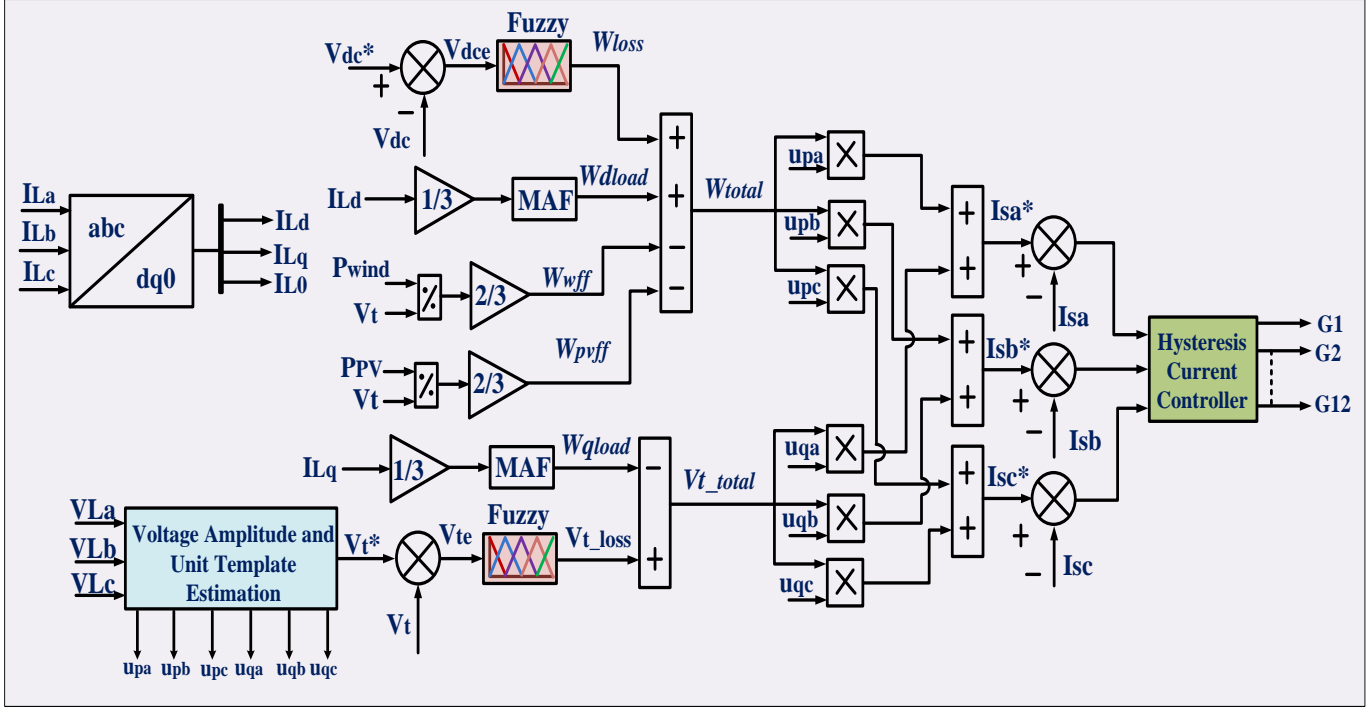 Fuzzy
Vdc*
Vdce
Wloss
+
−
Vdc
ILa
ILb
ILc
abc
dq0
ILd
ILq
IL0
ILd
1/3
MAF
Wdload
Pwind
Vt
%
2/3
Wwff
PPV
Vt
%
2/3
Wpvff
+
+
−
−
Wtotal
upa
×
upb
×
upc
×
ILq
1/3
MAF
Wqload
VLa
VLb
VLc
Voltage Amplitude and
Unit Template
Estimation
upa upb upc uqa uqb uqc
Vt*
Vte
Vt
Fuzzy
Vt_loss
−
+
Vt_total
uqa
×
uqb
×
uqc
×
+
+
Isa*
+
−
Isa
+
+
Isb*
+
−
Isb
+
+
Isc*
+
−
Isc
Hysteresis
Current
Controller
G1
G2
G12